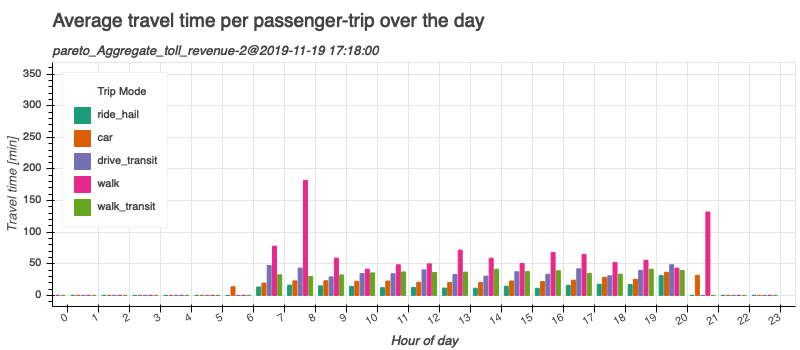 Average travel time per passenger-trip over the day
pareto_Aggregate_toll_revenue-2@2019-11-19 17:18:00
350
300
250
200
150
100
50
0
Travel time [min]
Trip Mode
ride_hail
car
drive_transit
walk
walk_transit
0 1 2 3 4 5 6 7 8 9 10 11 12 13 14 15 16 17 18 19 20 21 22 23
Hour of day